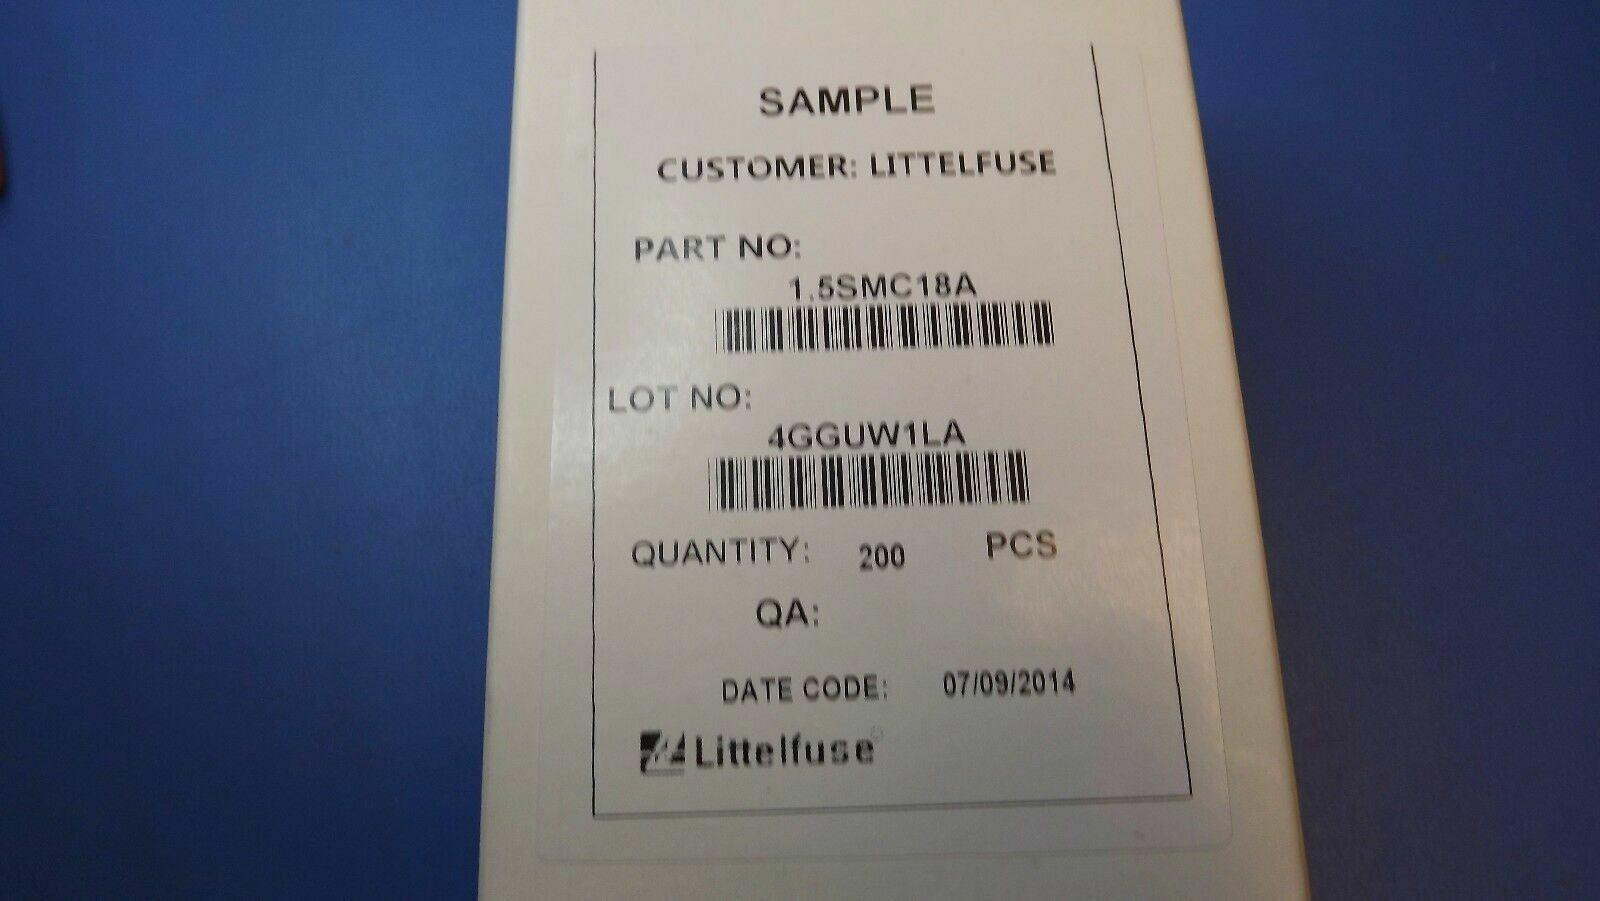 SAMPLE
CUSTOMER: LITTELFUSE
PART NO:
1.5SMC18A
LOT NO:
4GGUW1LA
QUANTITY: 200 PCS
QA:
DATE CODE: 07/09/2014
Littelfuse®